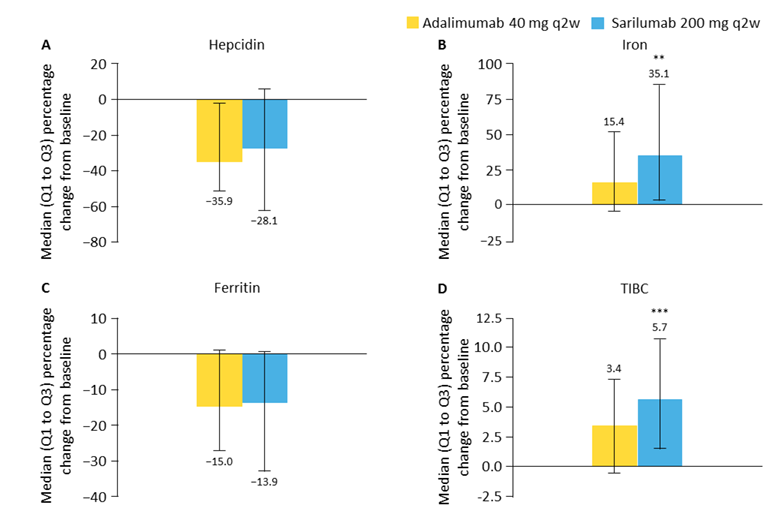 Adalimumab 40 mg q2w Sarilumab 200 mg q2w
A Hepcidin
Median (Q1 to Q3) percentage
change from baseline
20
0
−20
−40
−60
−80
−35.9
−28.1
B Iron
Median (Q1 to Q3) percentage
change from baseline
100
75
50
25
0
−25
15.4
**
35.1
C Ferritin
Median (Q1 to Q3) percentage
change from baseline
10
0
−10
−20
−30
−40
−15.0
−13.9
D TIBC
Median (Q1 to Q3) percentage
change from baseline
12.5
10.0
7.5
5.0
2.5
0.0
-2.5
3.4
***
5.7